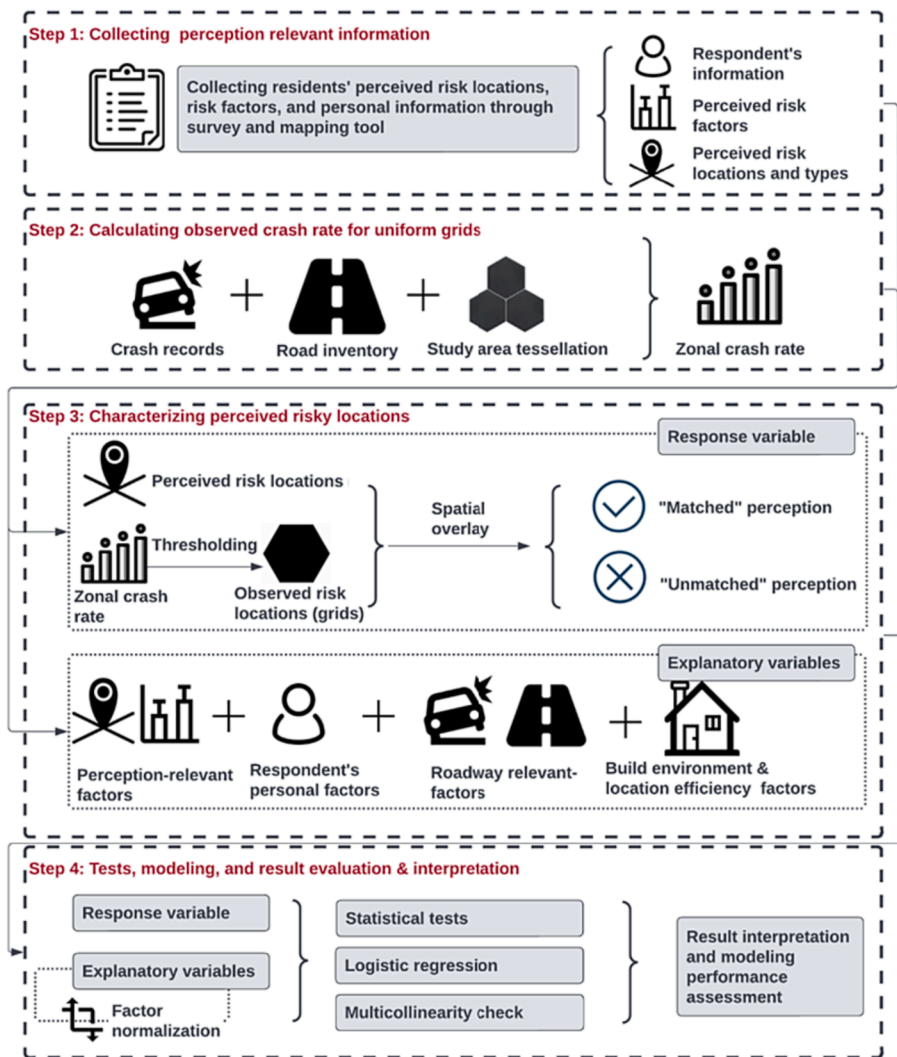 Step 1: Collecting perception relevant information
Collecting residents' perceived risk locations,
risk factors, and personal information through
survey and mapping tool
Respondent's
information
Perceived risk
factors
Perceived risk
locations and types
Step 2: Calculating observed crash rate for uniform grids
Crash records
Road inventory
Study area tessellation
Zonal crash rate
Step 3: Characterizing perceived risky locations
Response variable
Perceived risk locations
Thresholding
Zonal crash
rate
Observed risk
locations (grids)
Spatial
overlay
"Matched" perception
"Unmatched" perception
Explanatory variables
Perception-relevant
factors
Respondent's
personal factors
Roadway relevant-
factors
Build environment &
location efficiency factors
Step 4: Tests, modeling, and result evaluation & interpretation
Response variable
Explanatory variables
Factor
normalization
Statistical tests
Logistic regression
Multicollinearity check
Result interpretation
and modeling
performance
assessment